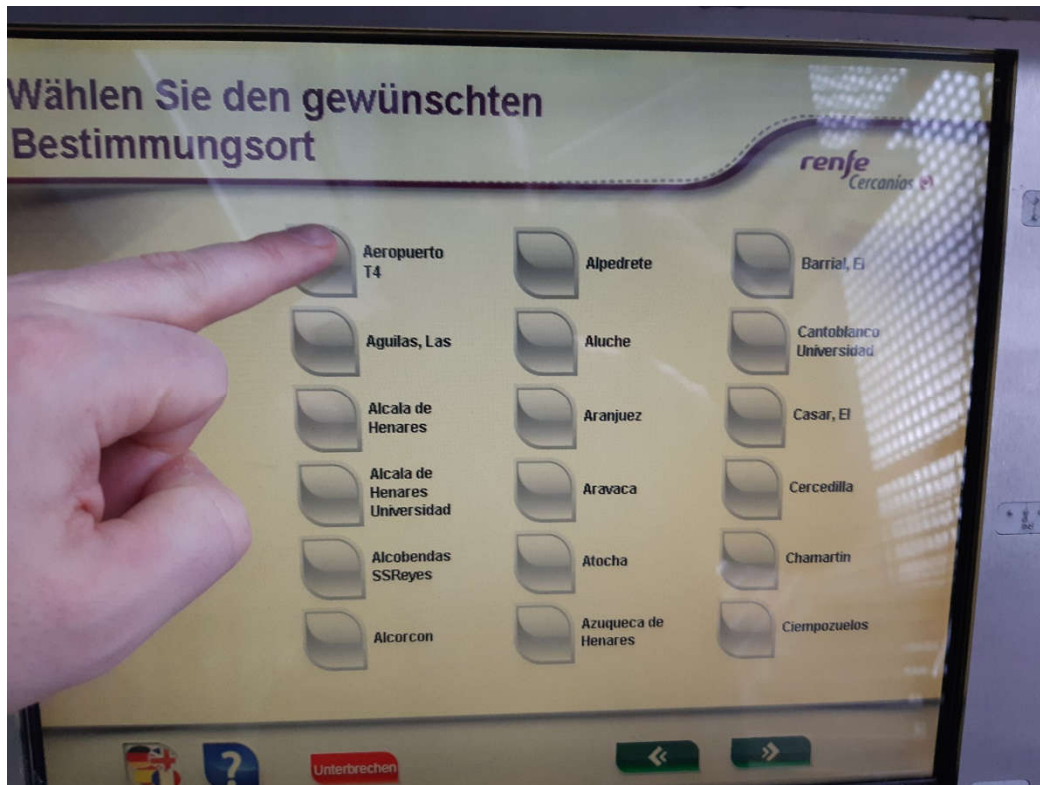 Wählen Sie den gewünschten
Bestimmungsort
renfe
Cercanías
Aeropuerto
T4
Aguilas, Las
Alcala de
Henares
Alcala de
Henares
Universidad
Alcobendas
SSReyes
Alcorcon
Alpedrete
Aluche
Aranjuez
Aravaca
Atocha
Azuqueca de
Henares
Barrial, El
Cantoblanco
Universidad
Casar, El
Cercedilla
Chamartin
Ciempozuelos
?
Unterbrechen
«
»